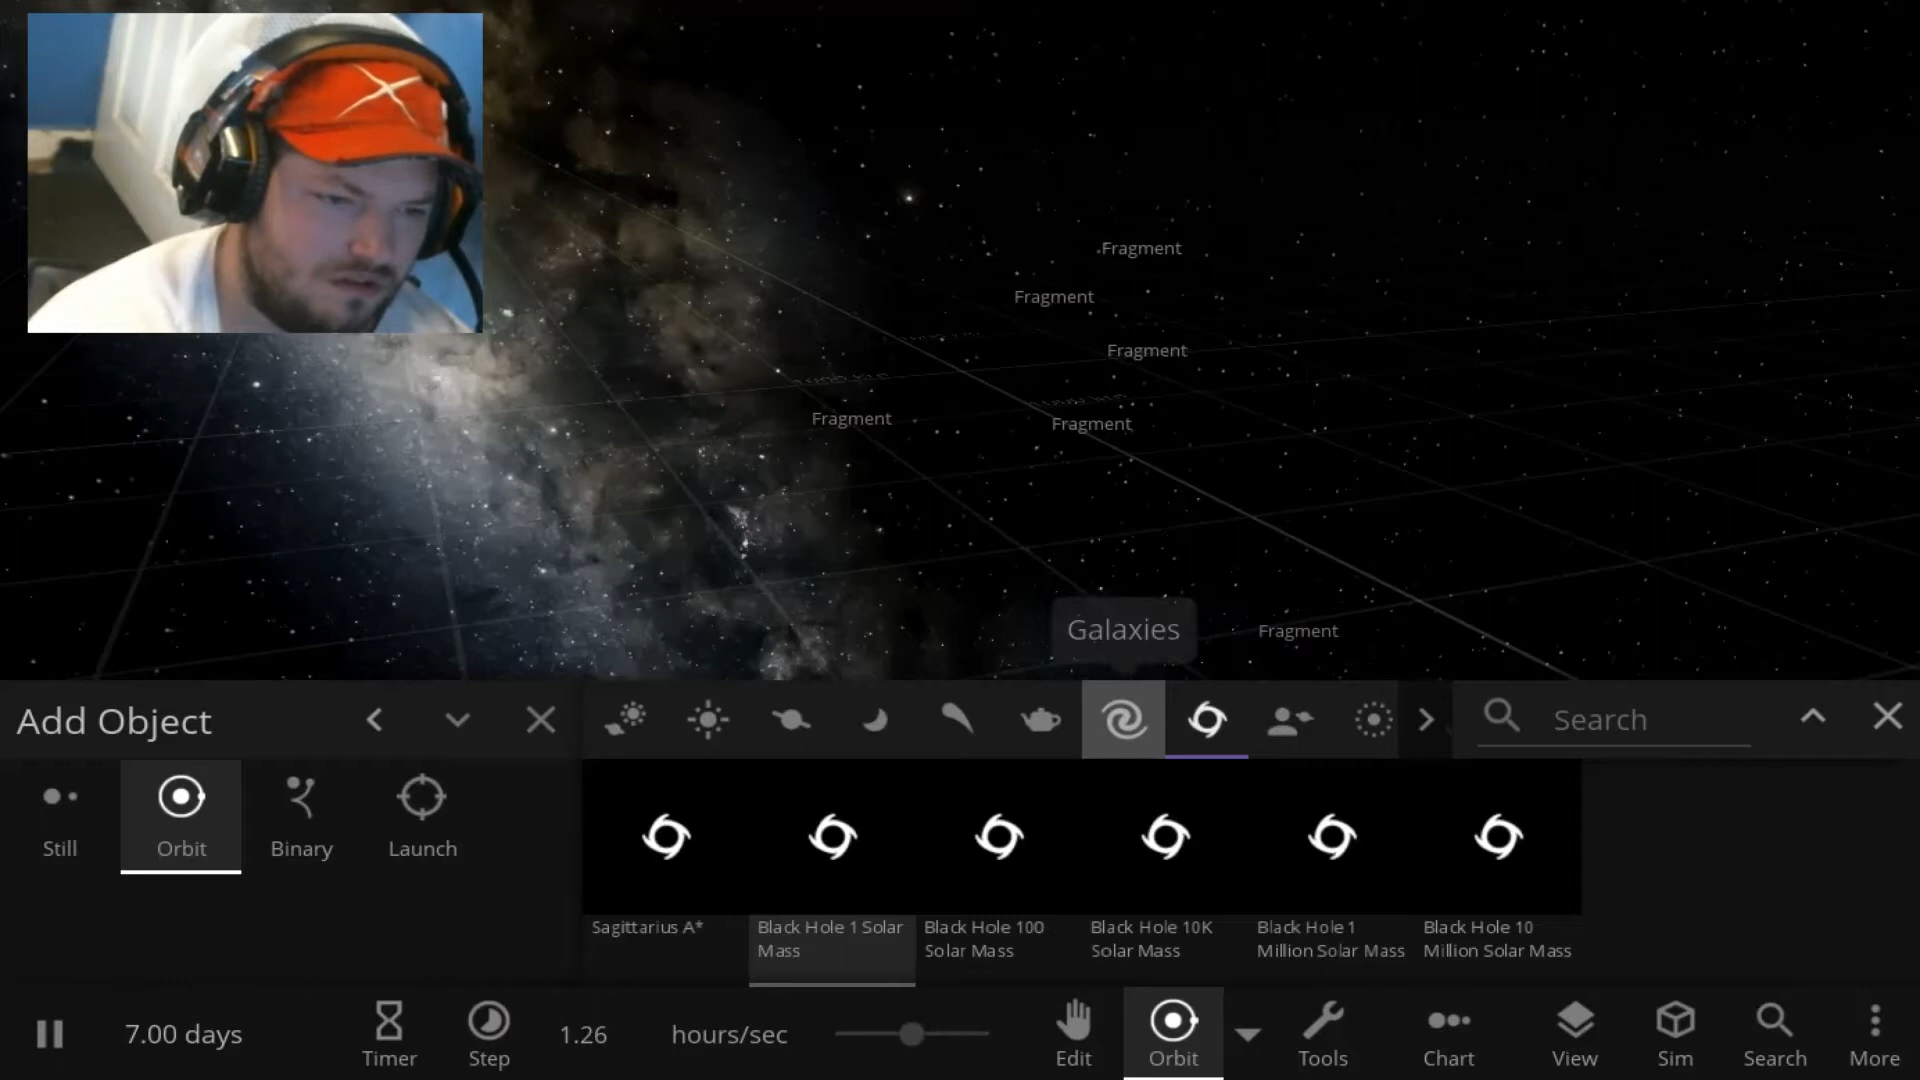 Fragment
Fragment
Fragment
Fragment
Fragment
Galaxies
Fragment
Add Object
Search
Still
Orbit
Binary
Launch
Sagittarius A*
Black Hole 1 Solar
Mass
Black Hole 100
Solar Mass
Black Hole 10K
Solar Mass
Black Hole 1
Million Solar Mass
Black Hole 10
Million Solar Mass
7.00 days
Timer
Step
1.26
hours/sec
Edit
Orbit
Tools
Chart
View
Sim
Search
More